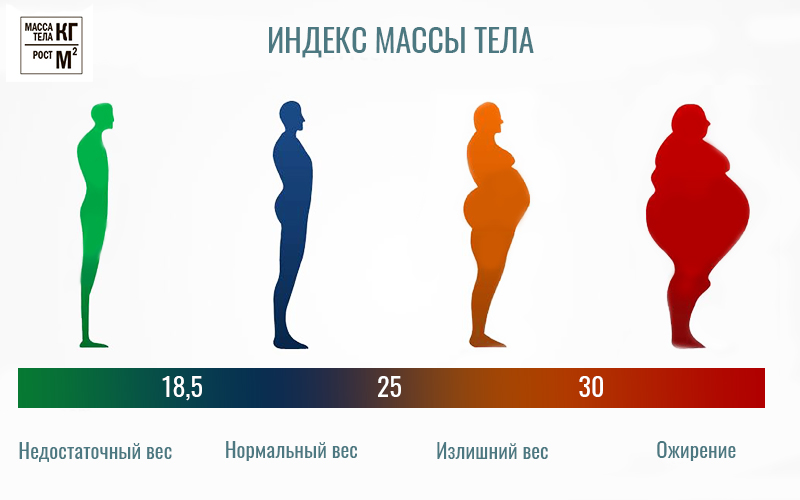 МАССА ТЕЛА КГ
РОСТ М²
ИНДЕКС МАССЫ ТЕЛА
18,5 25 30
Недостаточный вес Нормальный вес Излишний вес Ожирение